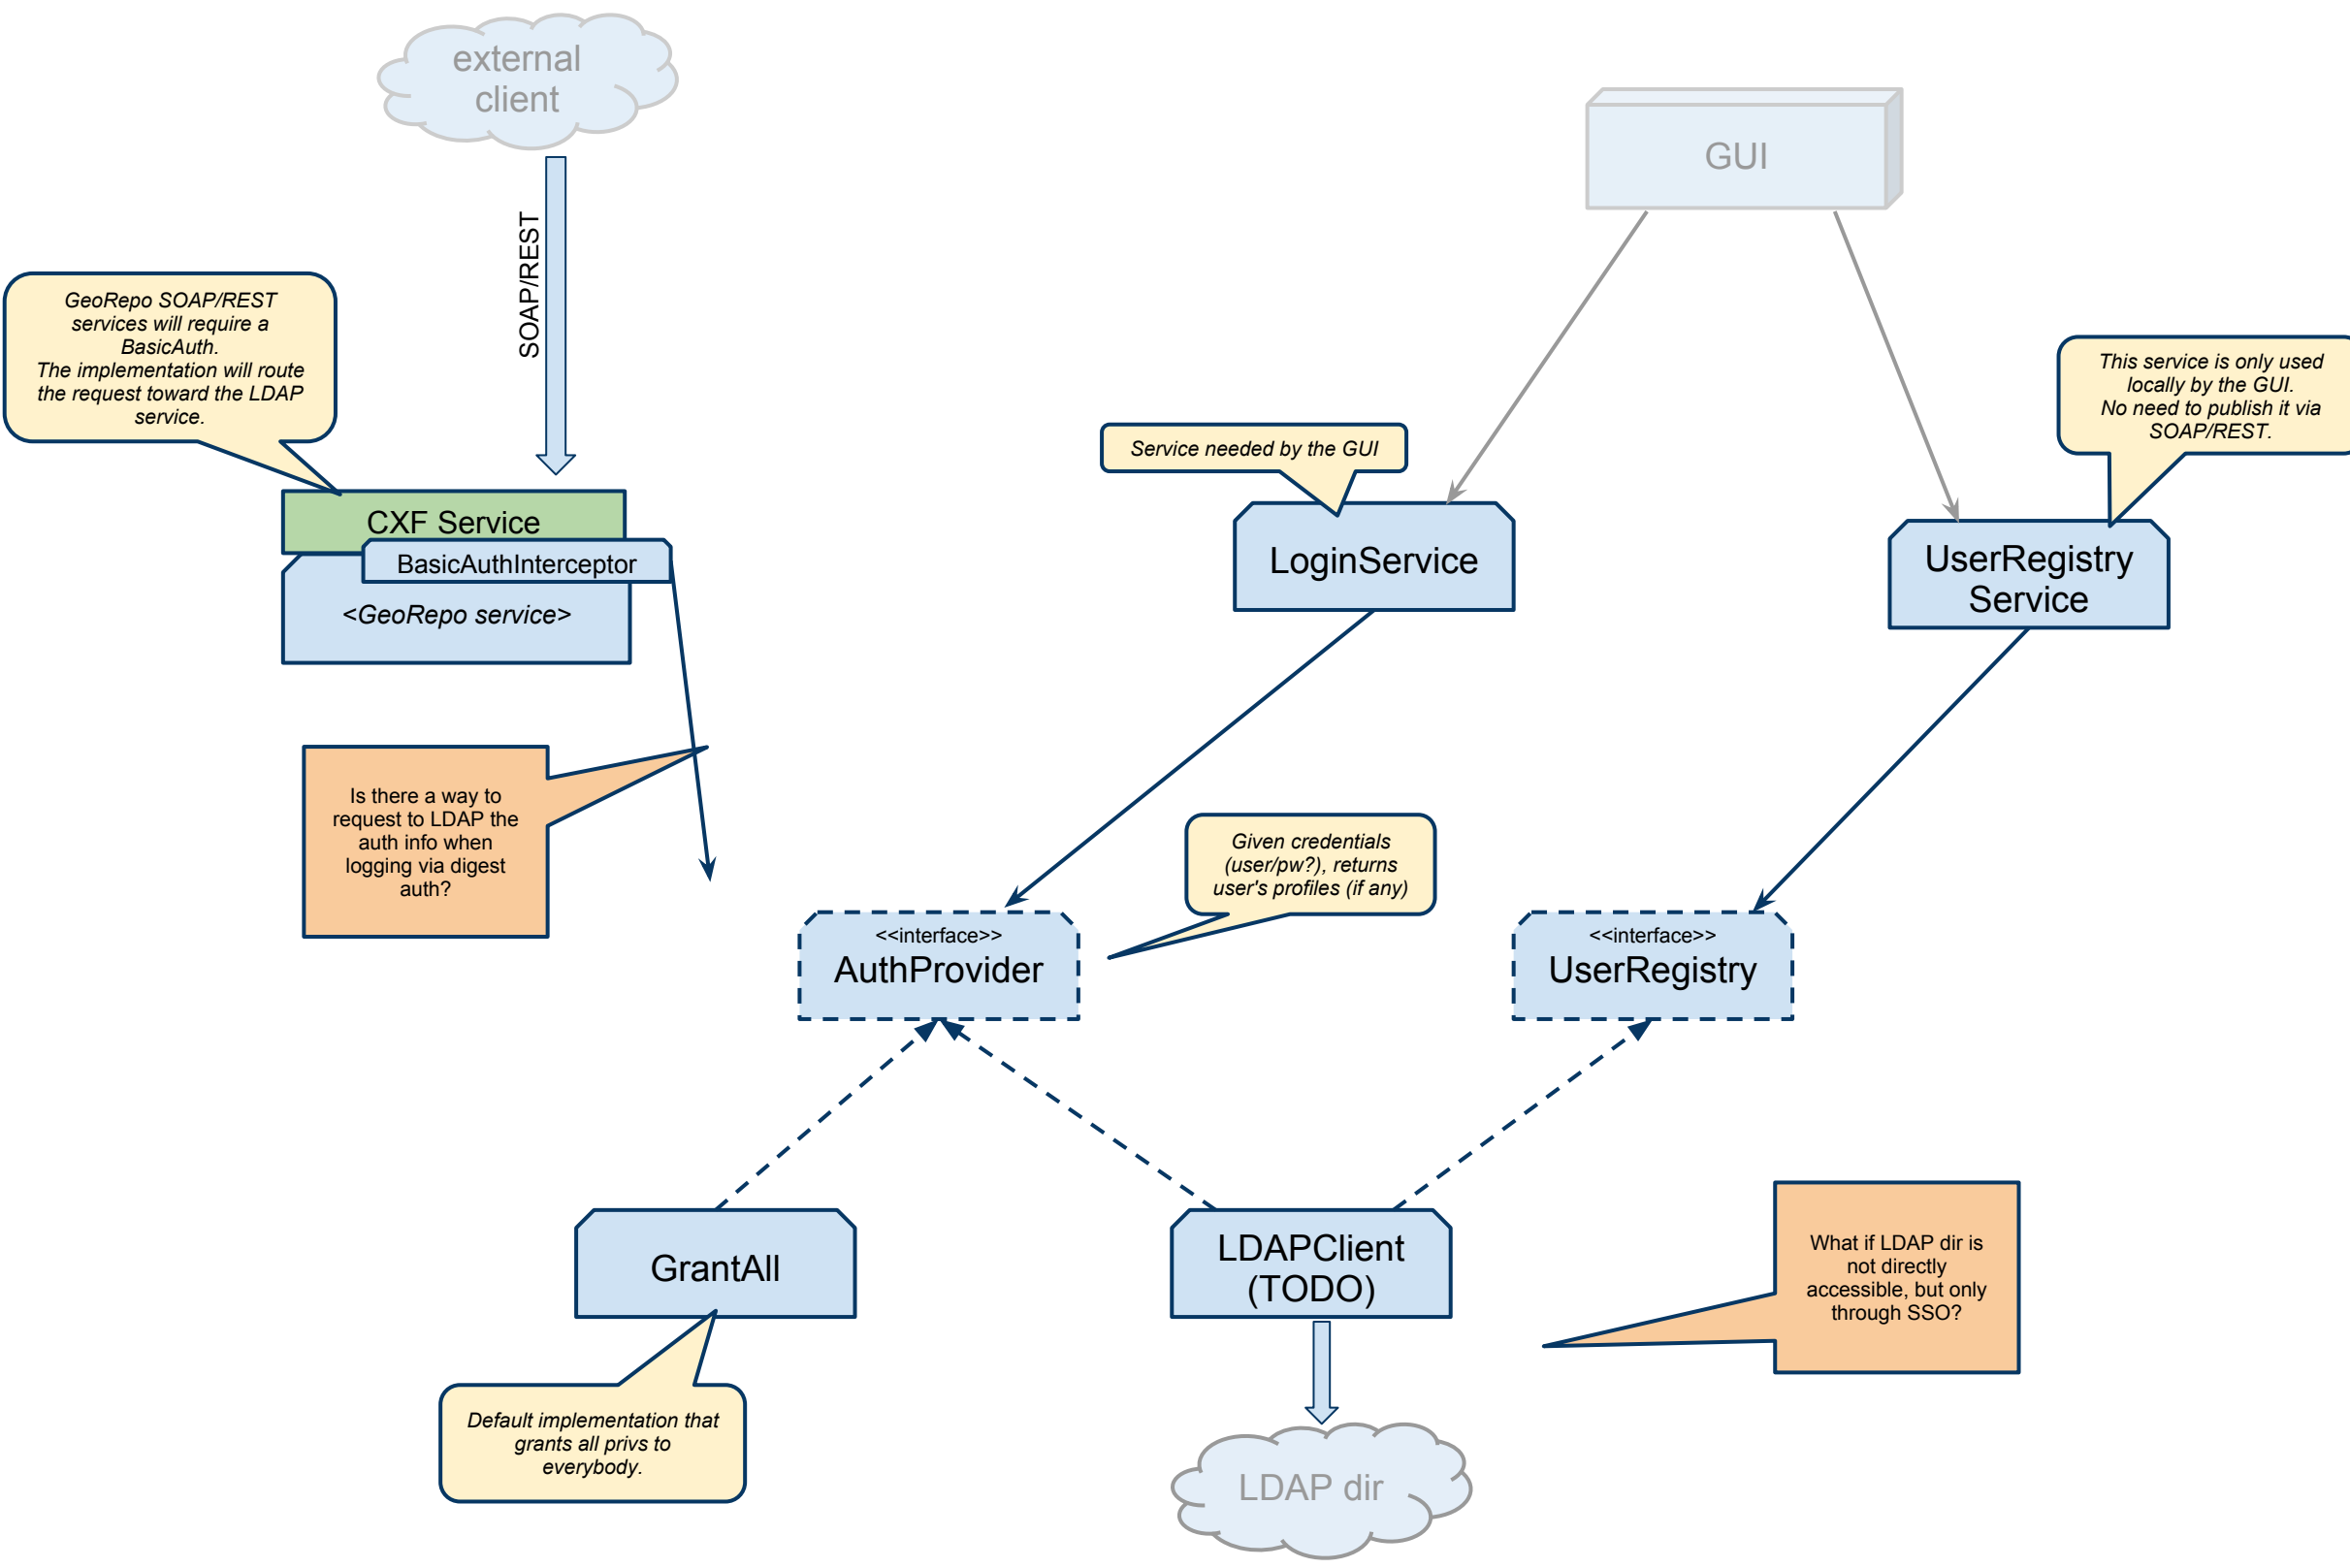 external
client
GUI
SOAP/REST
GeoRepo SOAP/REST
services will require a
BasicAuth.
The implementation will route
the request toward the LDAP
service.
This service is only used
locally by the GUI.
No need to publish it via
SOAP/REST.
Service needed by the GUI
CXF Service
BasicAuthInterceptor
<GeoRepo service>
LoginService
UserRegistry
Service
Is there a way to
request to LDAP the
auth info when
logging via digest
auth?
Given credentials
(user/pw?), returns
user's profiles (if any)
<<interface>>
AuthProvider
<<interface>>
UserRegistry
GrantAll
LDAPClient
(TODO)
What if LDAP dir is
not directly
accessible, but only
through SSO?
Default implementation that
grants all privs to
everybody.
LDAP dir